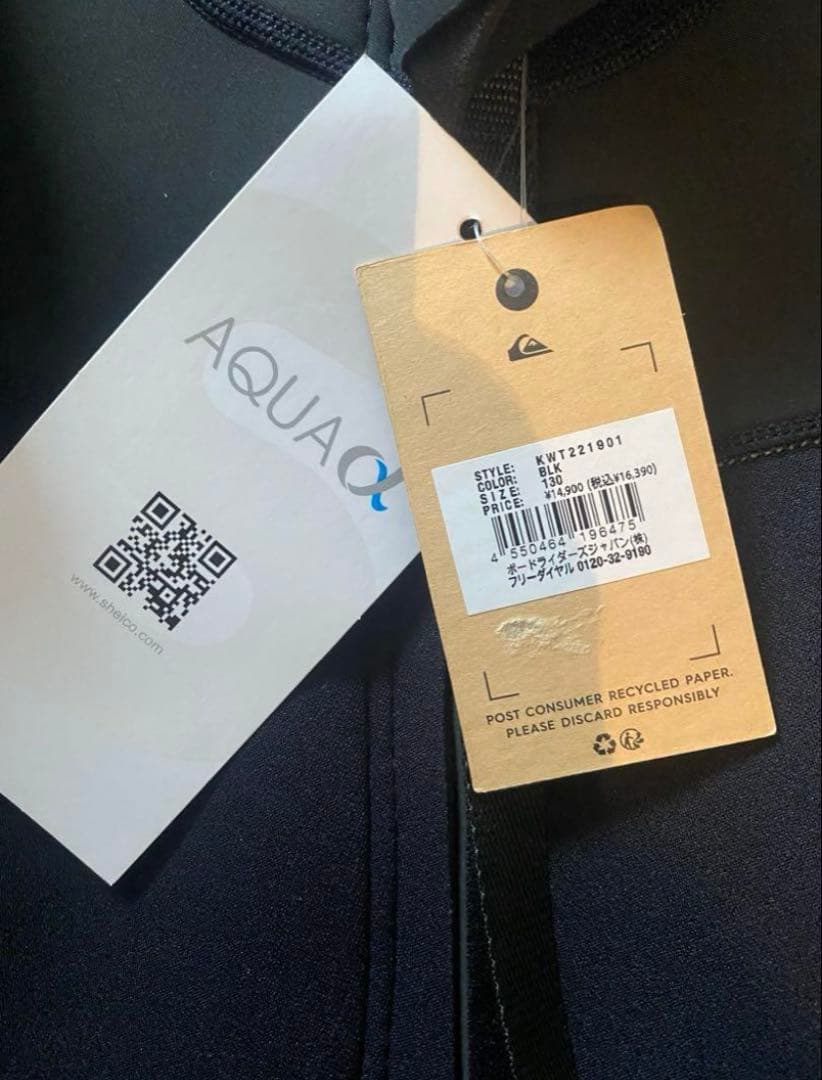 AQUAα
www.sheico.com
STYLE: KWT221901
COLOR: BLK
SIZE: 130
PRICE: ¥14,900 (税込¥16,390)
4 550464 196475
ボードライダーズジャパン(株)
フリーダイヤル 0120-32-9190
POST CONSUMER RECYCLED PAPER.
PLEASE DISCARD RESPONSIBLY